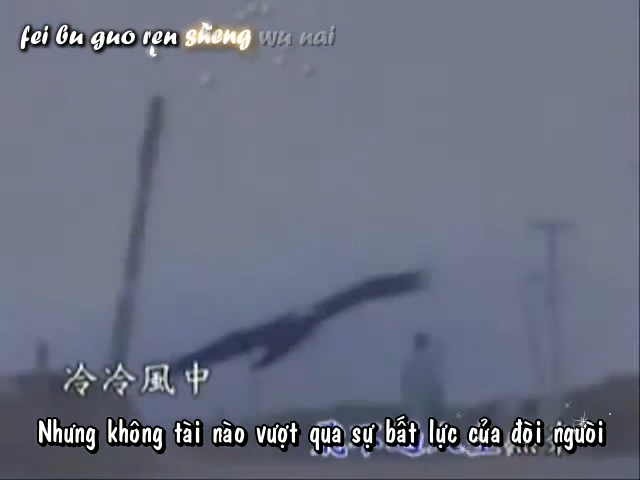 fei bu guo ren sheng wu nai
冷冷風中
Nhưng không tài nào vượt qua sự bất lực của đời người